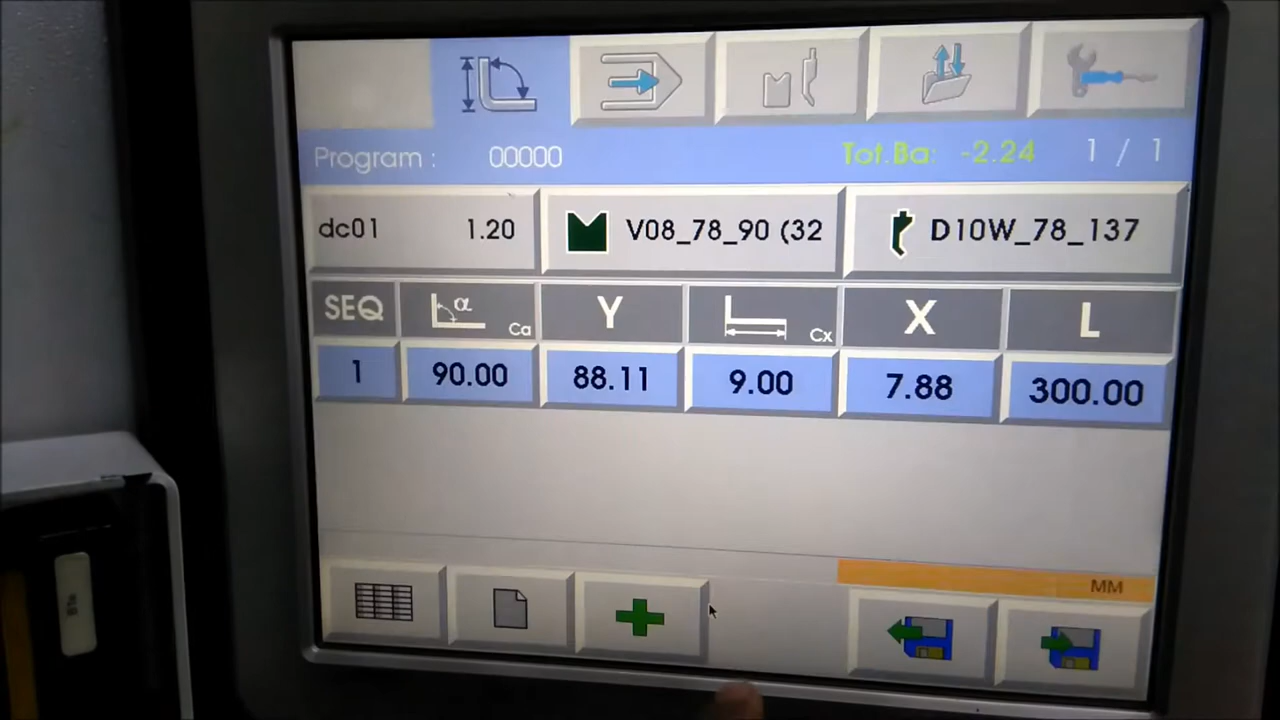 Program : 00000 Tot.Ba: -2.24 1 / 1
dc01 1.20 V08_78_90 (32 D10W_78_137
SEQ α Ca Y Cx X L
1 90.00 88.11 9.00 7.88 300.00
MM